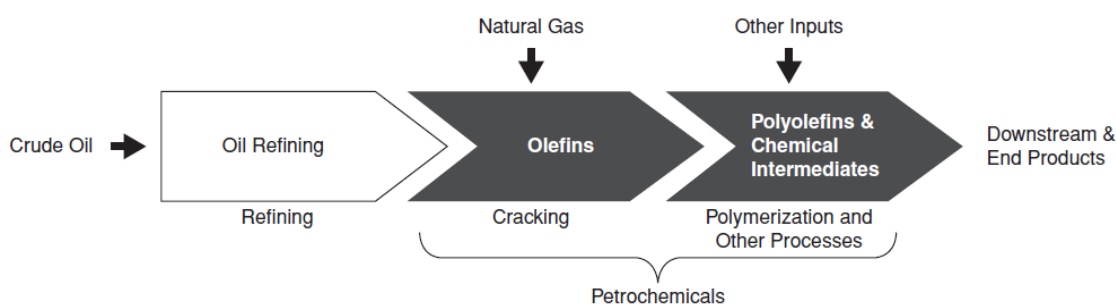 Natural Gas
Other Inputs
Crude Oil
Oil Refining
Olefins
Polyolefins &
Chemical
Intermediates
Downstream &
End Products
Refining
Cracking
Polymerization and
Other Processes
Petrochemicals